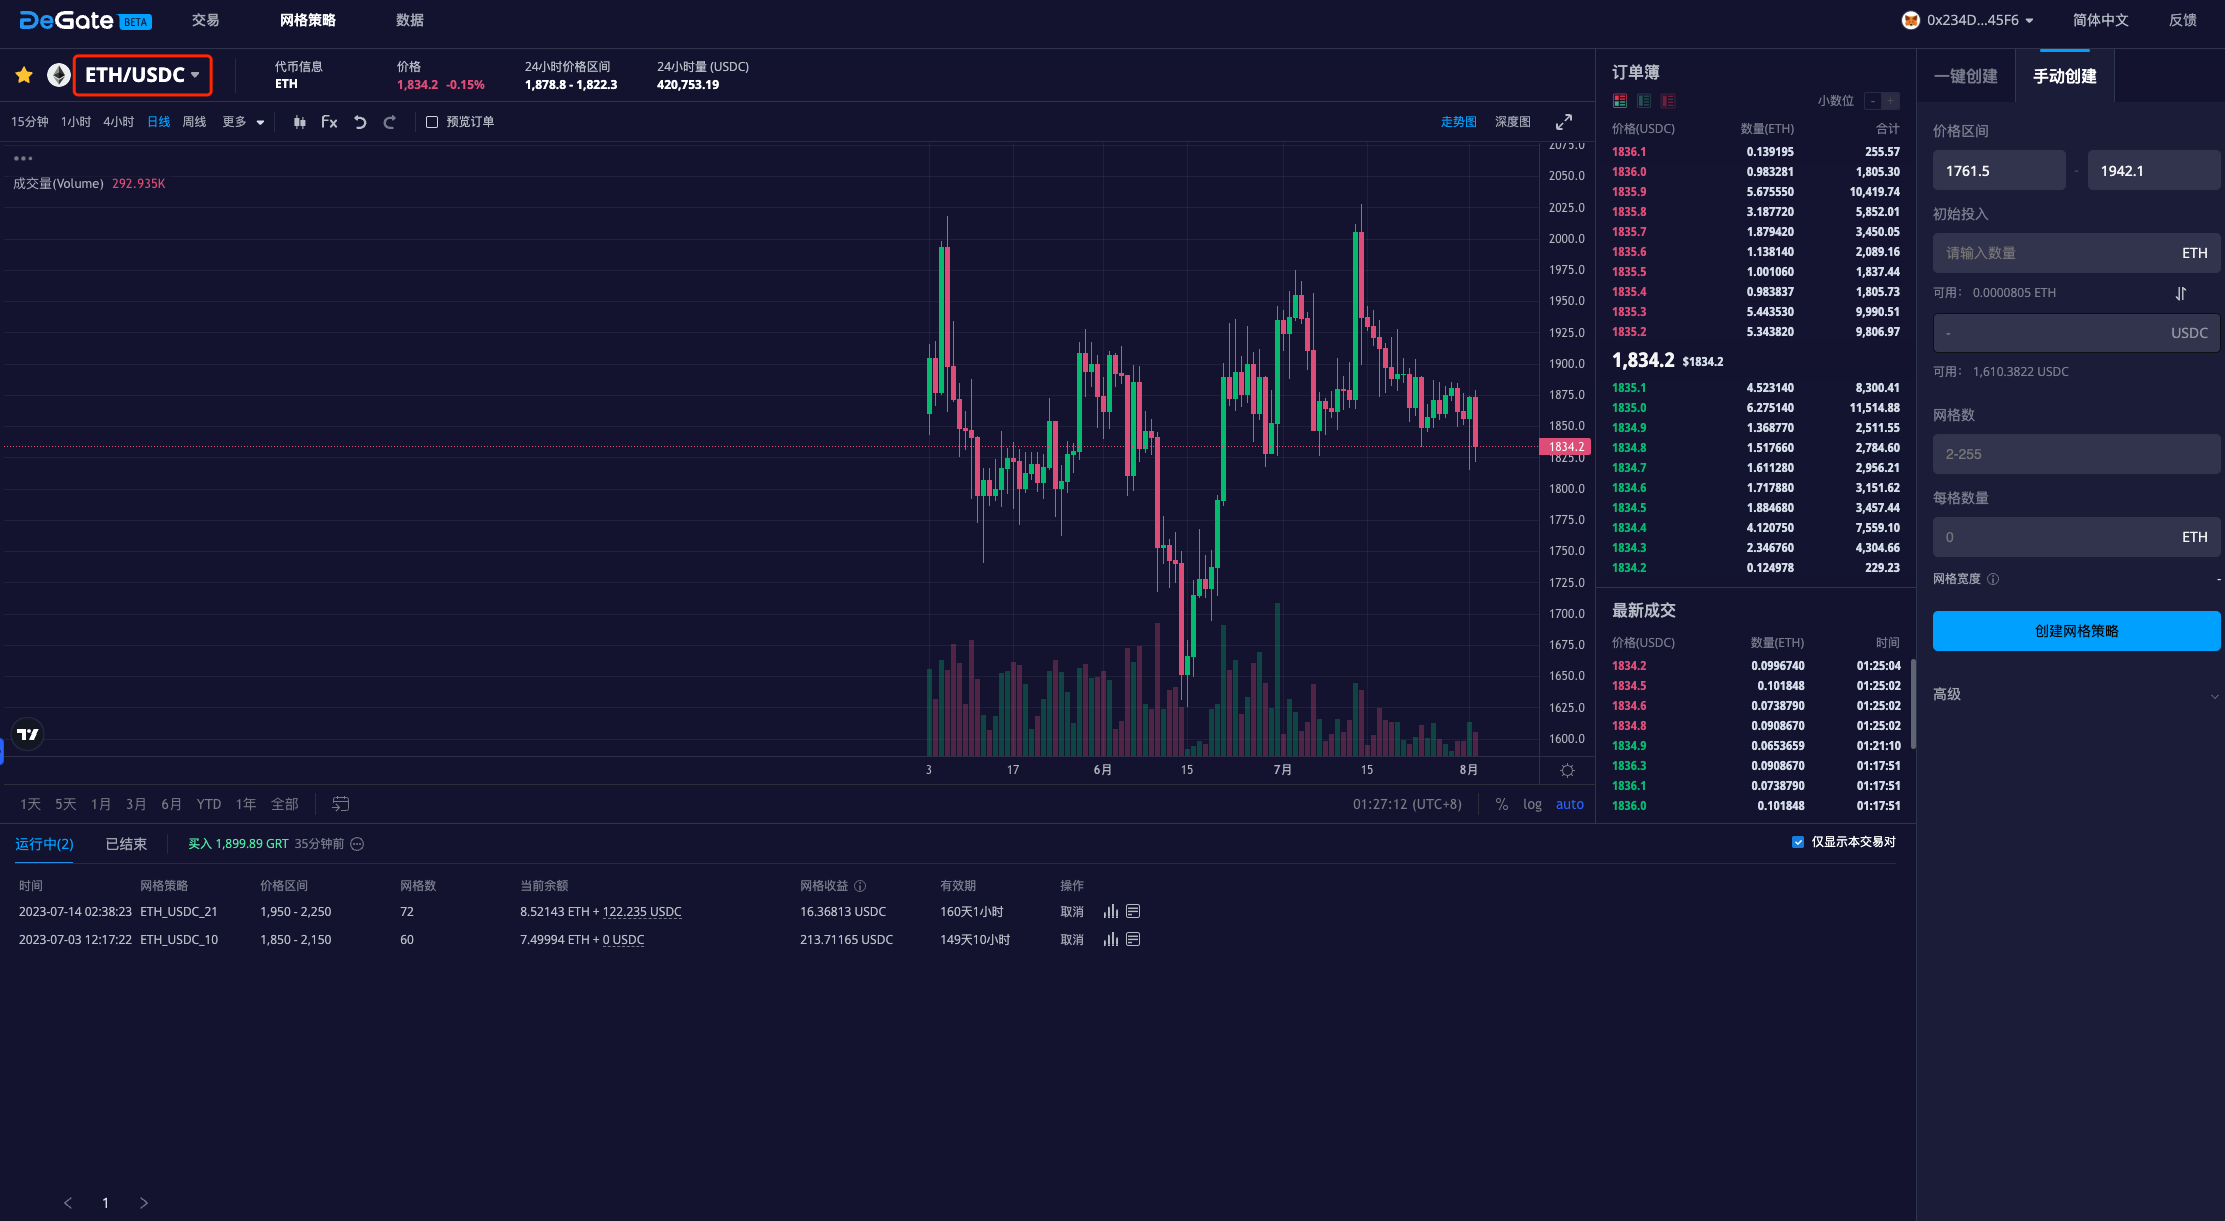 DeGate BETA 交易 网格策略 数据 0x234D...45F6 简体中文 反馈
ETH/USDC
代币信息 价格 24小时价格区间 24小时量 (USDC)
ETH 1,834.2 -0.15% 1,878.8 - 1,822.3 420,753.19
15分钟 1小时 4小时 日线 周线 更多 Fx 预览订单 走势图 深度图
成交量(Volume) 292.935K
2075.0
2050.0
2025.0
2000.0
1975.0
1950.0
1925.0
1900.0
1875.0
1850.0
1834.2
1825.0
1800.0
1775.0
1750.0
1725.0
1700.0
1675.0
1650.0
1625.0
1600.0
3 17 6月 15 7月 15 8月
1天 5天 1月 3月 6月 YTD 1年 全部 01:27:12 (UTC+8) % log auto
订单簿
小数位 - +
价格(USDC) 数量(ETH) 合计
1836.1 0.139195 255.57
1836.0 0.983281 1,805.30
1835.9 5.675550 10,419.74
1835.8 3.187720 5,852.01
1835.7 1.879420 3,450.05
1835.6 1.138140 2,089.16
1835.5 1.001060 1,837.44
1835.4 0.983837 1,805.73
1835.3 5.443530 9,990.51
1835.2 5.343820 9,806.97
1,834.2 $1834.2
1835.1 4.523140 8,300.41
1835.0 6.275140 11,514.88
1834.9 1.368770 2,511.55
1834.8 1.517660 2,784.60
1834.7 1.611280 2,956.21
1834.6 1.717880 3,151.62
1834.5 1.884680 3,457.44
1834.4 4.120750 7,559.10
1834.3 2.346760 4,304.66
1834.2 0.124978 229.23
最新成交
价格(USDC) 数量(ETH) 时间
1834.2 0.0996740 01:25:04
1834.5 0.101848 01:25:02
1834.6 0.0738790 01:25:02
1834.8 0.0908670 01:25:02
1834.9 0.0653659 01:21:10
1836.3 0.0908670 01:17:51
1836.1 0.0738790 01:17:51
1836.0 0.101848 01:17:51
一键创建 手动创建
价格区间
1761.5 - 1942.1
初始投入
请输入数量 ETH
可用： 0.0000805 ETH
- USDC
可用： 1,610.3822 USDC
网格数
2-255
每格数量
0 ETH
网格宽度 -
创建网格策略
高级
运行中(2) 已结束 买入 1,899.89 GRT 35分钟前 仅显示本交易对
时间 网格策略 价格区间 网格数 当前余额 网格收益 有效期 操作
2023-07-14 02:38:23 ETH_USDC_21 1,950 - 2,250 72 8.52143 ETH + 122.235 USDC 16.36813 USDC 160天1小时 取消
2023-07-03 12:17:22 ETH_USDC_10 1,850 - 2,150 60 7.49994 ETH + 0 USDC 213.71165 USDC 149天10小时 取消
< 1 >